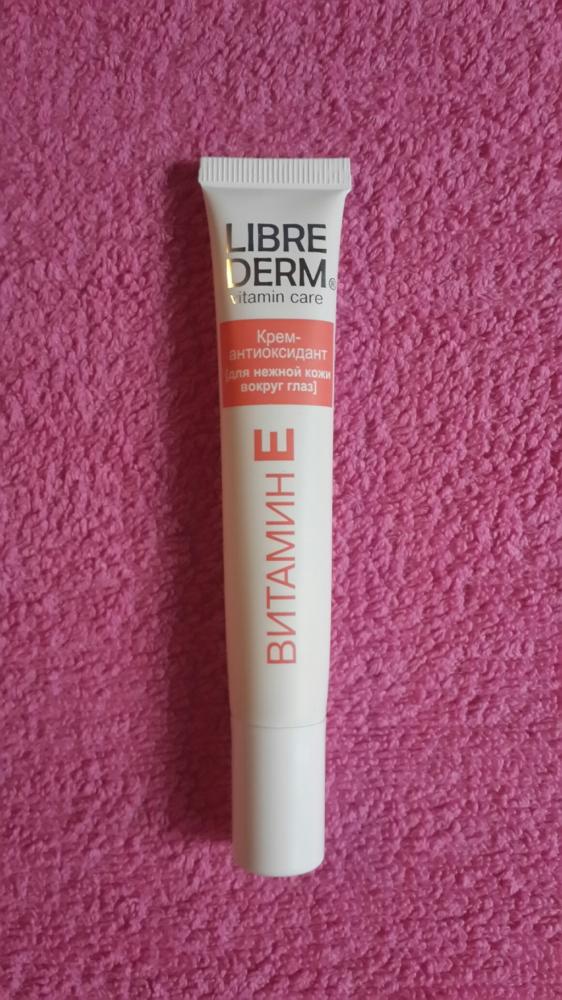 LIBRE
DERM®
vitamin care
Крем-
антиоксидант
[для нежной кожи
вокруг глаз]
ВИТАМИН Е